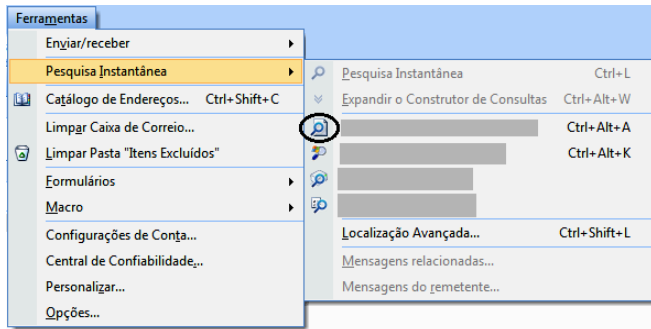 Ferramentas
Enviar/receber
Pesquisa Instantânea
Catálogo de Endereços... Ctrl+Shift+C
Limpar Caixa de Correio...
Limpar Pasta "Itens Excluídos"
Formulários
Macro
Configurações de Conta...
Central de Confiabilidade...
Personalizar...
Opções...
Pesquisa Instantânea Ctrl+L
Expandir o Construtor de Consultas Ctrl+Alt+W
Ctrl+Alt+A
Ctrl+Alt+K
Localização Avançada... Ctrl+Shift+L
Mensagens relacionadas...
Mensagens do remetente...